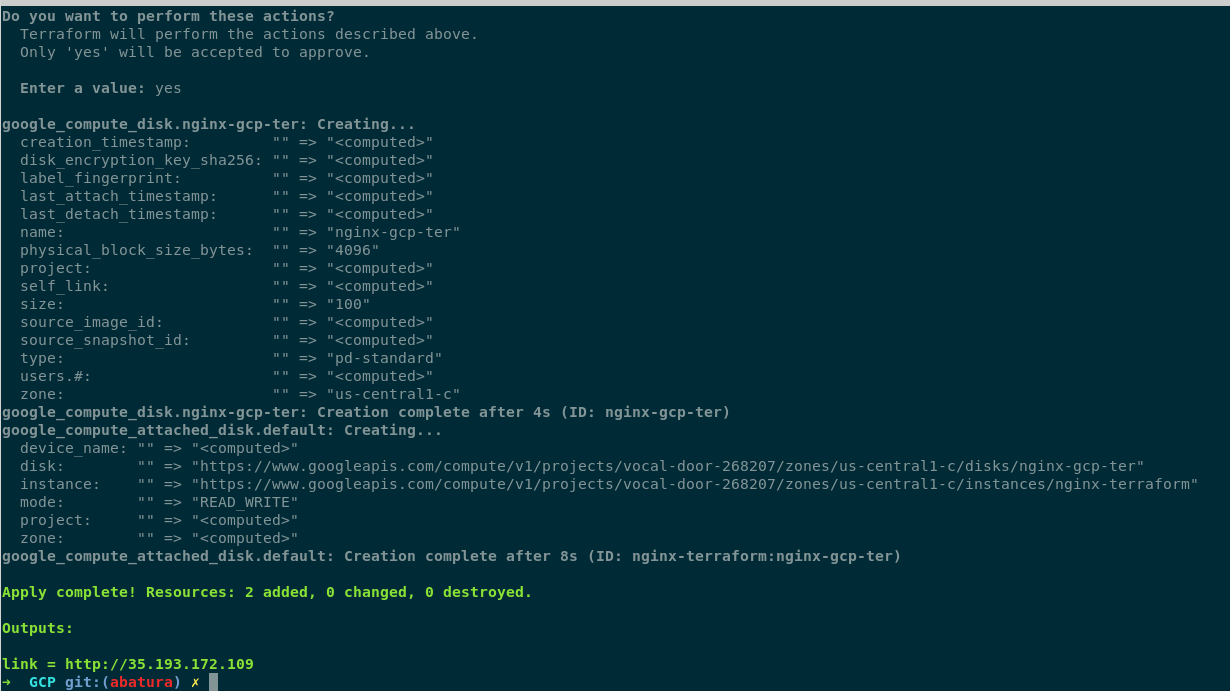 Do you want to perform these actions?
  Terraform will perform the actions described above.
  Only 'yes' will be accepted to approve.

  Enter a value: yes

google_compute_disk.nginx-gcp-ter: Creating...
  creation_timestamp:         "" => "<computed>"
  disk_encryption_key_sha256: "" => "<computed>"
  label_fingerprint:          "" => "<computed>"
  last_attach_timestamp:      "" => "<computed>"
  last_detach_timestamp:      "" => "<computed>"
  name:                       "" => "nginx-gcp-ter"
  physical_block_size_bytes:  "" => "4096"
  project:                    "" => "<computed>"
  self_link:                  "" => "<computed>"
  size:                       "" => "100"
  source_image_id:            "" => "<computed>"
  source_snapshot_id:         "" => "<computed>"
  type:                       "" => "pd-standard"
  users.#:                    "" => "<computed>"
  zone:                       "" => "us-central1-c"
google_compute_disk.nginx-gcp-ter: Creation complete after 4s (ID: nginx-gcp-ter)
google_compute_attached_disk.default: Creating...
  device_name: "" => "<computed>"
  disk:        "" => "https://www.googleapis.com/compute/v1/projects/vocal-door-268207/zones/us-central1-c/disks/nginx-gcp-ter"
  instance:    "" => "https://www.googleapis.com/compute/v1/projects/vocal-door-268207/zones/us-central1-c/instances/nginx-terraform"
  mode:        "" => "READ_WRITE"
  project:     "" => "<computed>"
  zone:        "" => "<computed>"
google_compute_attached_disk.default: Creation complete after 8s (ID: nginx-terraform:nginx-gcp-ter)

Apply complete! Resources: 2 added, 0 changed, 0 destroyed.

Outputs:

link = http://35.193.172.109
➜  GCP git:(abatura) ✗